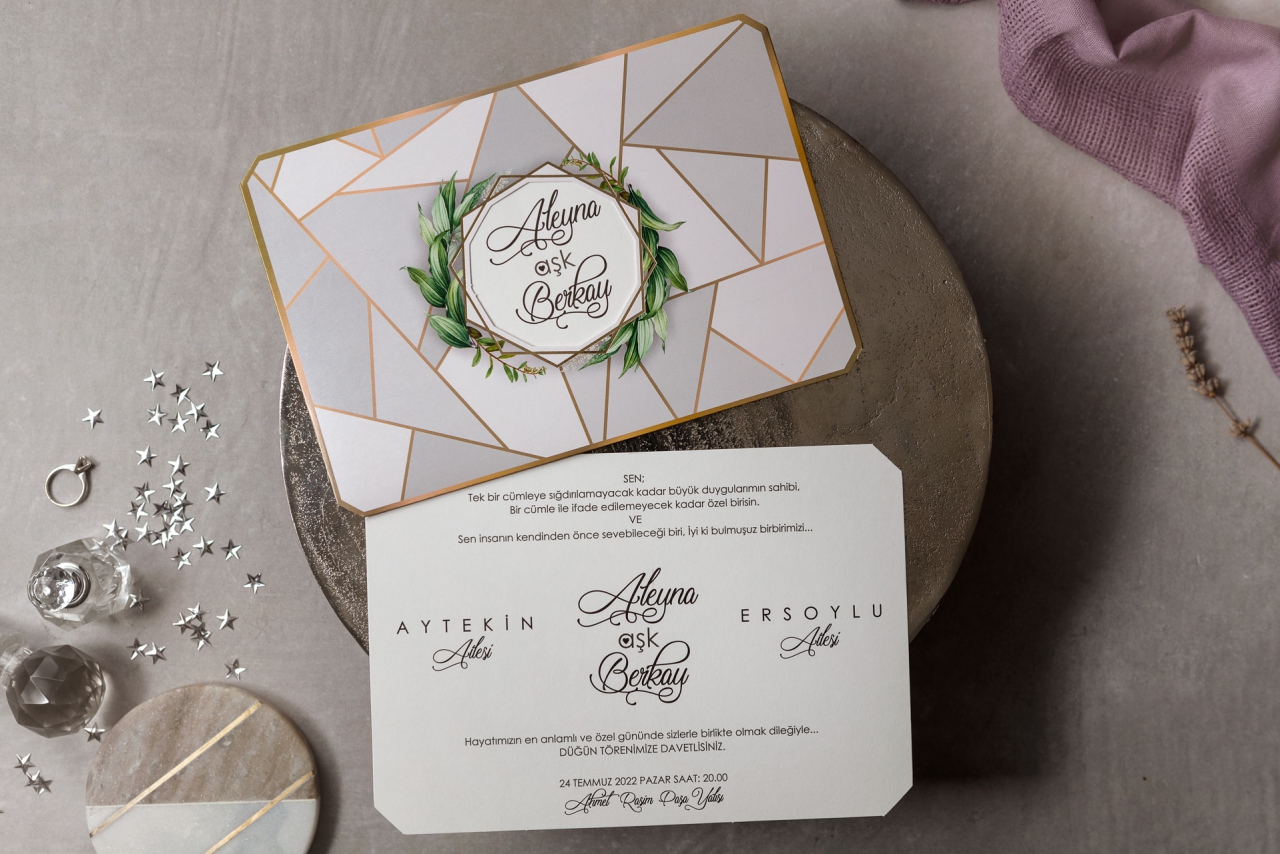 Aleyna
aşk
Berkay
SEN;
Tek bir cümleye sığdırılamayacak kadar büyük duygularımın sahibi,
Bir cümle ile ifade edilemeyecek kadar özel birisin.
VE
Sen insanın kendinden önce sevebileceği biri, İyi ki bulmuşuz birbirimizi...
AYTEKİN
Ailesi
Aleyna
aşk
Berkay
ERSOYLU
Ailesi
Hayatımızın en anlamlı ve özel gününde sizlerle birlikte olmak dileğiyle...
DÜĞÜN TÖRENİMİZE DAVETLİSİNİZ.
24 TEMMUZ 2022 PAZAR SAAT: 20.00
Ahmet Rasim Paşa Yalısı